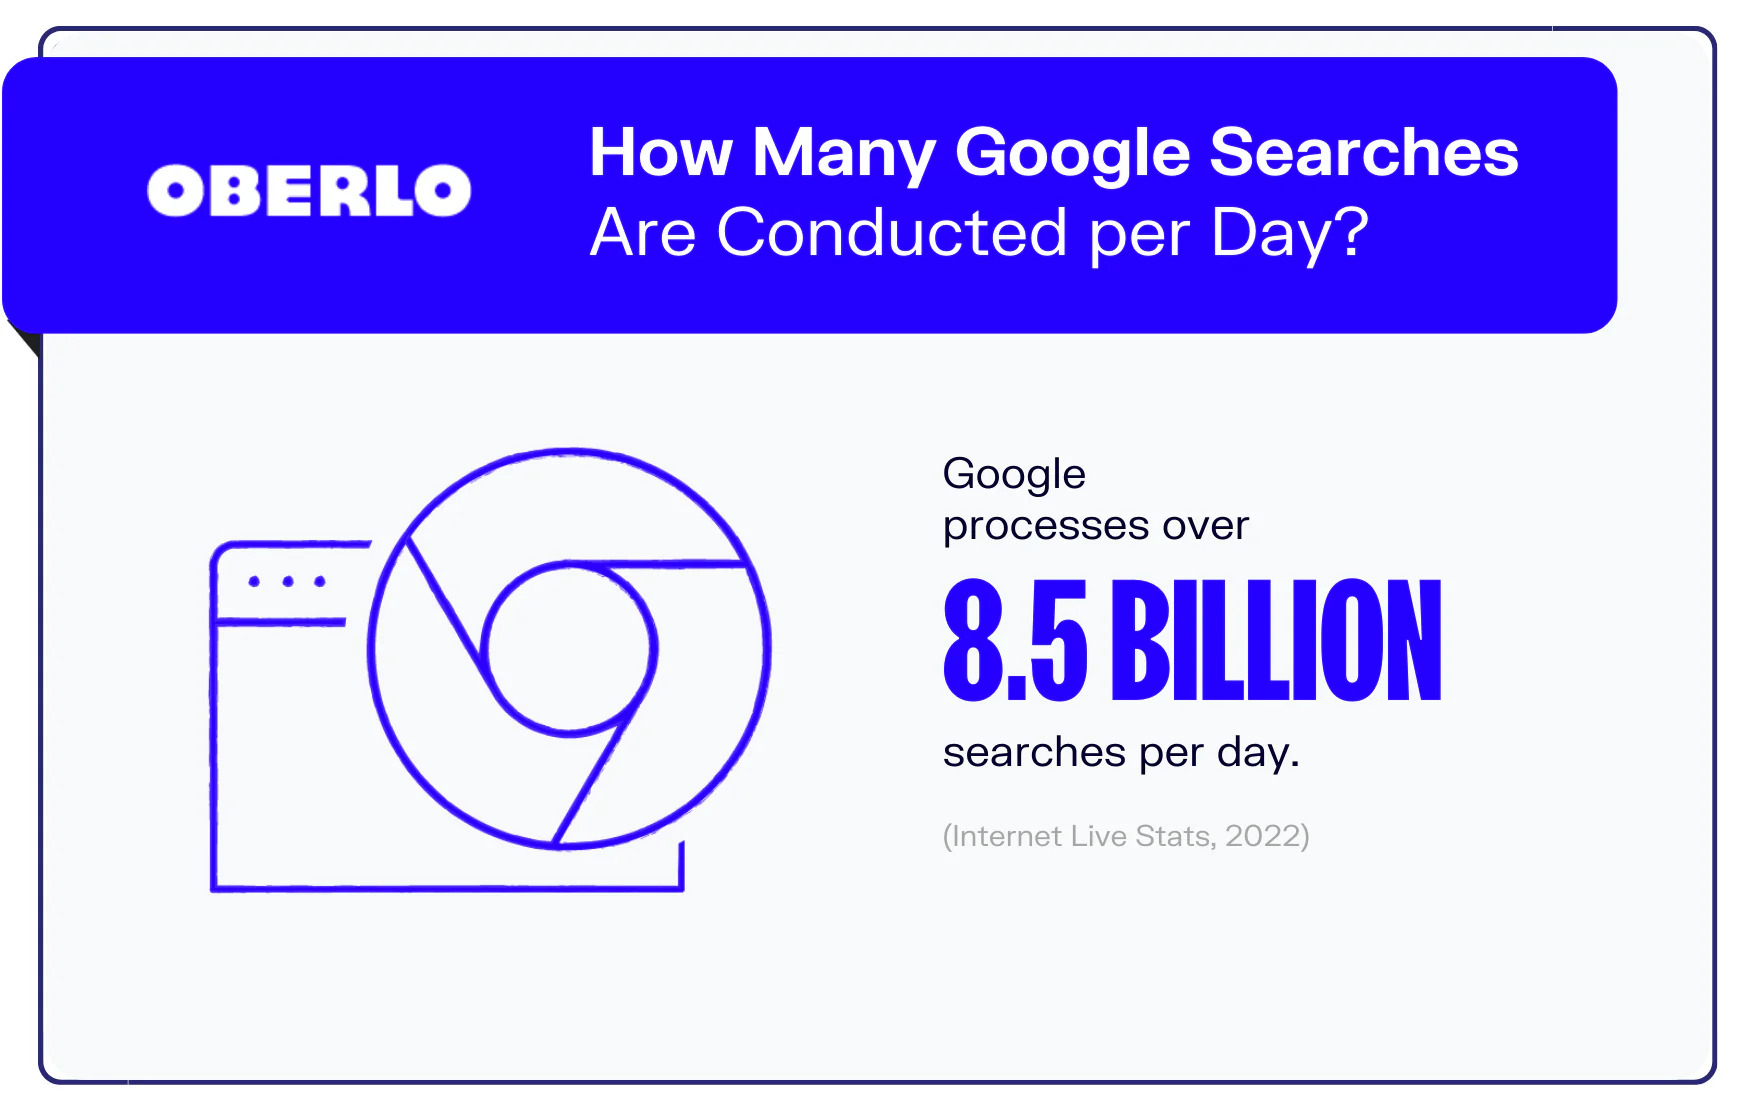 OBERLO
How Many Google Searches
Are Conducted per Day?
Google
processes over
8.5 BILLION
searches per day.
(Internet Live Stats, 2022)